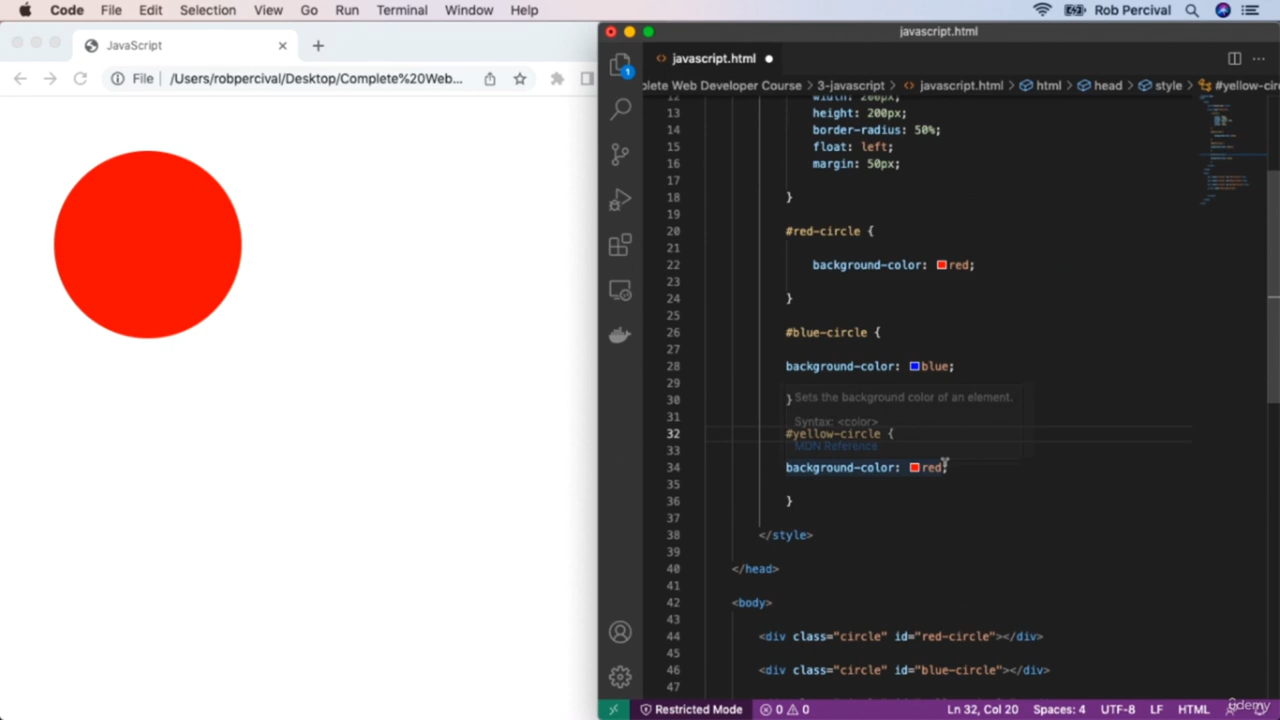 Code File Edit Selection View Go Run Terminal Window Help Rob Percival
JavaScript
File /Users/robpercival/Desktop/Complete%20Web...
javascript.html
javascript.html
1
plete Web Developer Course > 3-javascript > javascript.html > html > head > style > #yellow-cir
12 width: 200px;
13 height: 200px;
14 border-radius: 50%;
15 float: left;
16 margin: 50px;
17
18 }
19
20 #red-circle {
21
22 background-color: red;
23
24 }
25
26 #blue-circle {
27
28 background-color: blue;
29
30 } Sets the background color of an element.
31 Syntax: <color>
32 #yellow-circle {
33 MDN Reference
34 background-color: red;
35
36 }
37
38 </style>
39
40 </head>
41
42 <body>
43
44 <div class="circle" id="red-circle"></div>
45
46 <div class="circle" id="blue-circle"></div>
47
Restricted Mode 0 0 Ln 32, Col 20 Spaces: 4 UTF-8 LF HTML
ûdemy